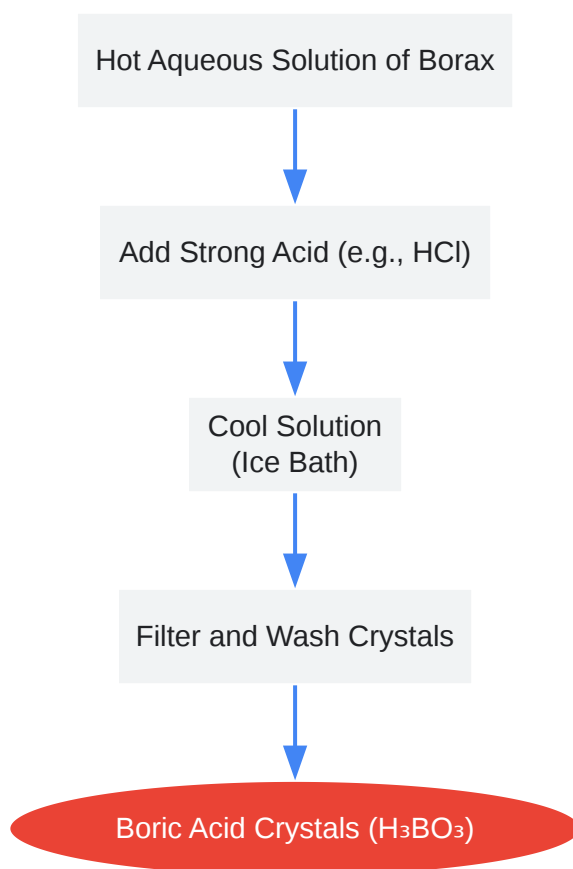 Hot Aqueous Solution of Borax
Add Strong Acid (e.g., HCl)
Cool Solution
(Ice Bath)
Filter and Wash Crystals
Boric Acid Crystals (H₃BO₃)